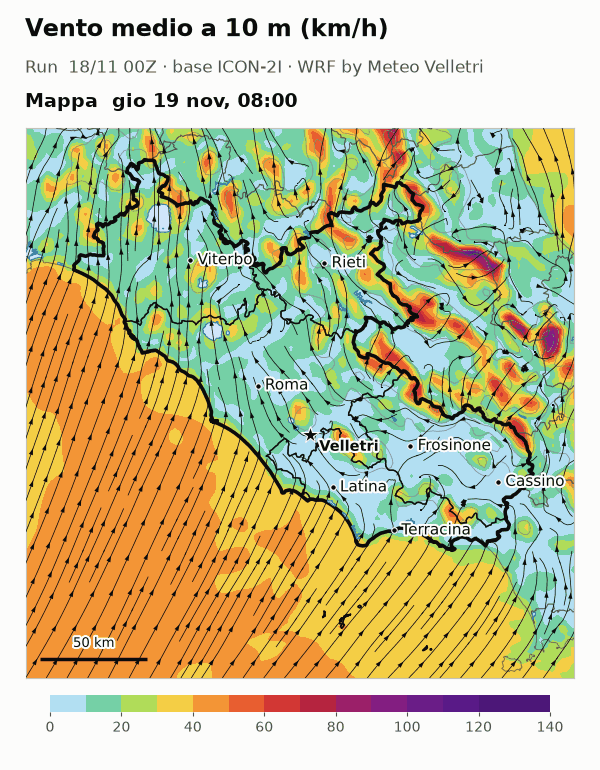 Vento medio a 10 m (km/h)
Run  18/11 00Z · base ICON-2I · WRF by Meteo Velletri
Mappa  gio 19 nov, 08:00
Viterbo
Rieti
Roma
Velletri
Frosinone
Cassino
Latina
Terracina
50 km
0 20 40 60 80 100 120 140